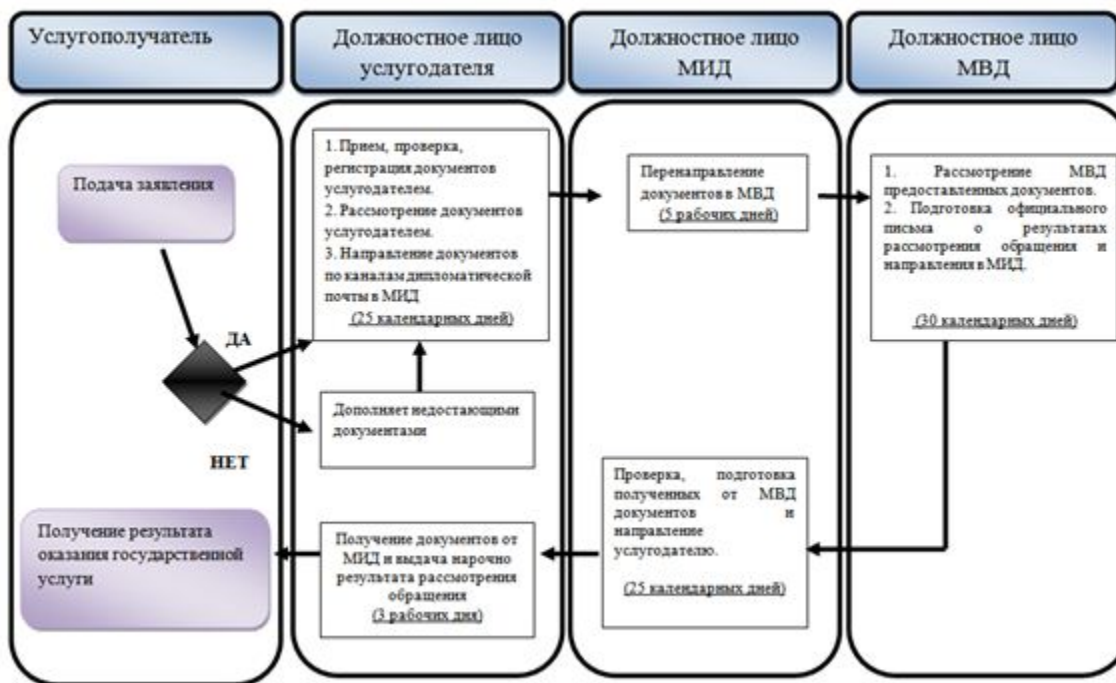 Услугополучатель
Должностное лицо
услугодателя
Должностное лицо
МИД
Должностное лицо
МВД
Подача заявления
ДА
НЕТ
Получение результата
оказания государственной
услуги
1. Прием, проверка,
регистрация документов
услугодателем.
2. Рассмотрение документов
услугодателем.
3. Направление документов
по каналам дипломатической
почты в МИД
(25 календарных дней)
Дополняет недостающими
документами
Получение документов от
МИД и выдача нарочно
результата рассмотрения
обращения
(3 рабочих дня)
Перенаправление
документов в МВД
(5 рабочих дней)
Проверка, подготовка
полученных от МВД
документов и
направление
услугодателю.
(25 календарных дней)
1. Рассмотрение МВД
предоставленных документов.
2. Подготовка официального
письма о результатах
рассмотрения обращения и
направления в МИД.
(30 календарных дней)